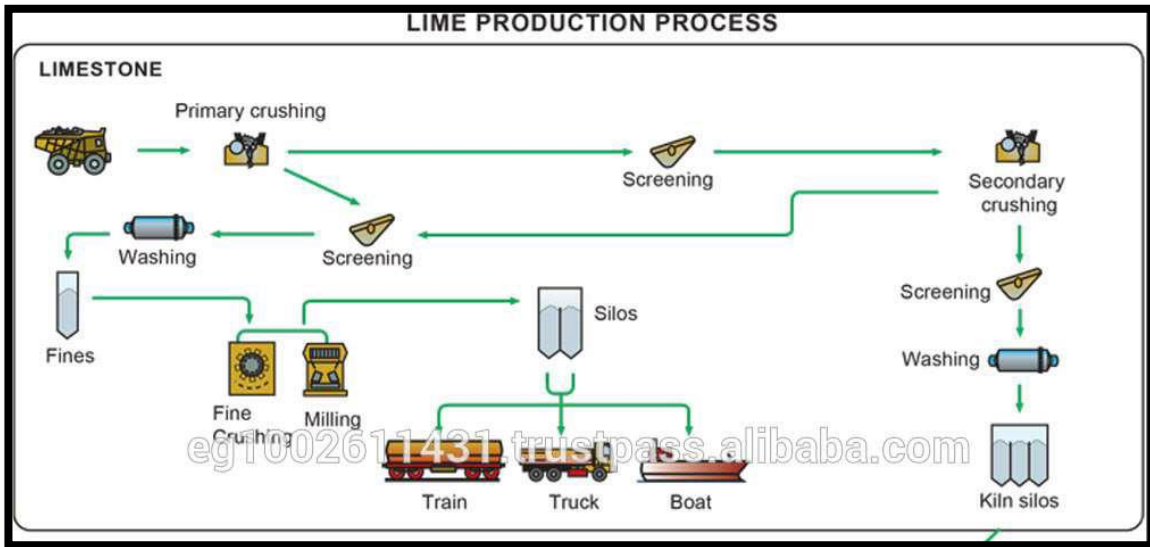 LIME PRODUCTION PROCESS
LIMESTONE
Primary crushing
Screening
Secondary
crushing
Washing
Screening
Screening
Silos
Fines
Washing
Fine
Crushing
Milling
eg1002611431.trustpass.alibaba.com
Train
Truck
Boat
Kiln silos